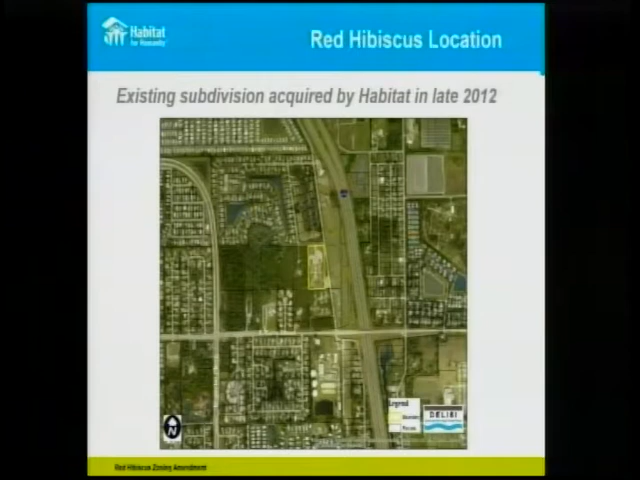 Habitat
for Humanity
Red Hibiscus Location
Existing subdivision acquired by Habitat in late 2012
Legend
N
DELISI
Red Hibiscus Zoning Amendment